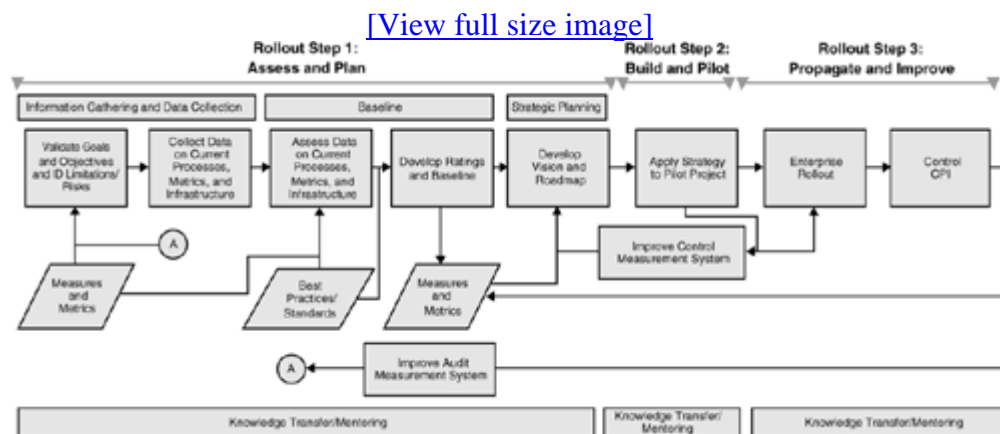 [View full size image]
Rollout Step 1:
Assess and Plan
Rollout Step 2:
Build and Pilot
Rollout Step 3:
Propagate and Improve
Information Gathering and Data Collection
Baseline
Strategic Planning
Validate Goals
and Objectives
and ID Limitations/
Risks
Collect Data
on Current
Processes,
Metrics, and
Infrastructure
Assess Data
on Current
Processes,
Metrics, and
Infrastructure
Develop Ratings
and Baseline
Develop
Vision and
Roadmap
Apply Strategy
to Pilot Project
Enterprise
Rollout
Control
CPI
A
Improve Control
Measurement System
Measures
and
Metrics
Best
Practices/
Standards
Measures
and
Metrics
A
Improve Audit
Measurement System
Knowledge Transfer/Mentoring
Knowledge Transfer/
Mentoring
Knowledge Transfer/Mentoring